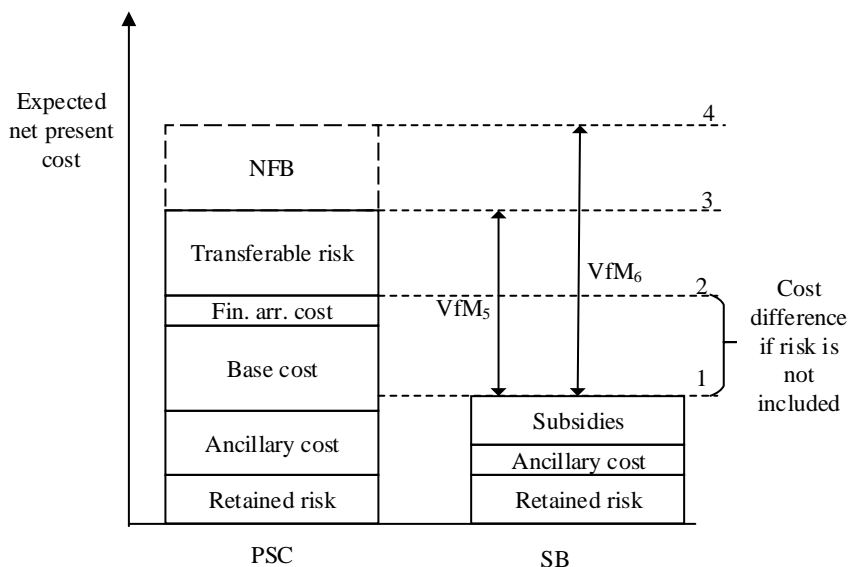 Expected
net present
cost
4
NFB
3
Transferable risk
VfM6
2
Fin. arr. cost
VfM5
Cost
difference
if risk is
not
included
Base cost
1
Subsidies
Ancillary cost
Ancillary cost
Retained risk
Retained risk
PSC
SB